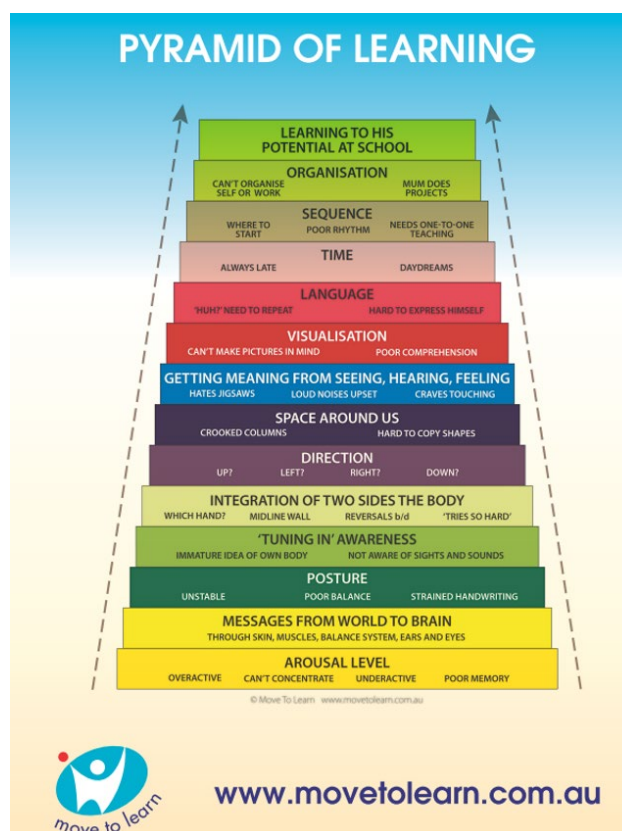 PYRAMID OF LEARNING
LEARNING TO HIS
POTENTIAL AT SCHOOL
ORGANISATION
CAN'T ORGANISE
SELF OR WORK
MUM DOES
PROJECTS
SEQUENCE
WHERE TO
START
POOR RHYTHM
NEEDS ONE-TO-ONE
TEACHING
TIME
ALWAYS LATE DAYDREAMS
LANGUAGE
'HUH?' NEED TO REPEAT HARD TO EXPRESS HIMSELF
VISUALISATION
CAN'T MAKE PICTURES IN MIND POOR COMPREHENSION
GETTING MEANING FROM SEEING, HEARING, FEELING
HATES JIGSAWS LOUD NOISES UPSET CRAVES TOUCHING
SPACE AROUND US
CROOKED COLUMNS HARD TO COPY SHAPES
DIRECTION
UP? LEFT? RIGHT? DOWN?
INTEGRATION OF TWO SIDES THE BODY
WHICH HAND? MIDLINE WALL REVERSALS b/d 'TRIES SO HARD'
'TUNING IN' AWARENESS
IMMATURE IDEA OF OWN BODY NOT AWARE OF SIGHTS AND SOUNDS
POSTURE
UNSTABLE POOR BALANCE STRAINED HANDWRITING
MESSAGES FROM WORLD TO BRAIN
THROUGH SKIN, MUSCLES, BALANCE SYSTEM, EARS AND EYES
AROUSAL LEVEL
OVERACTIVE CAN'T CONCENTRATE UNDERACTIVE POOR MEMORY
© Move To Learn www.movetolearn.com.au
move to learn
www.movetolearn.com.au